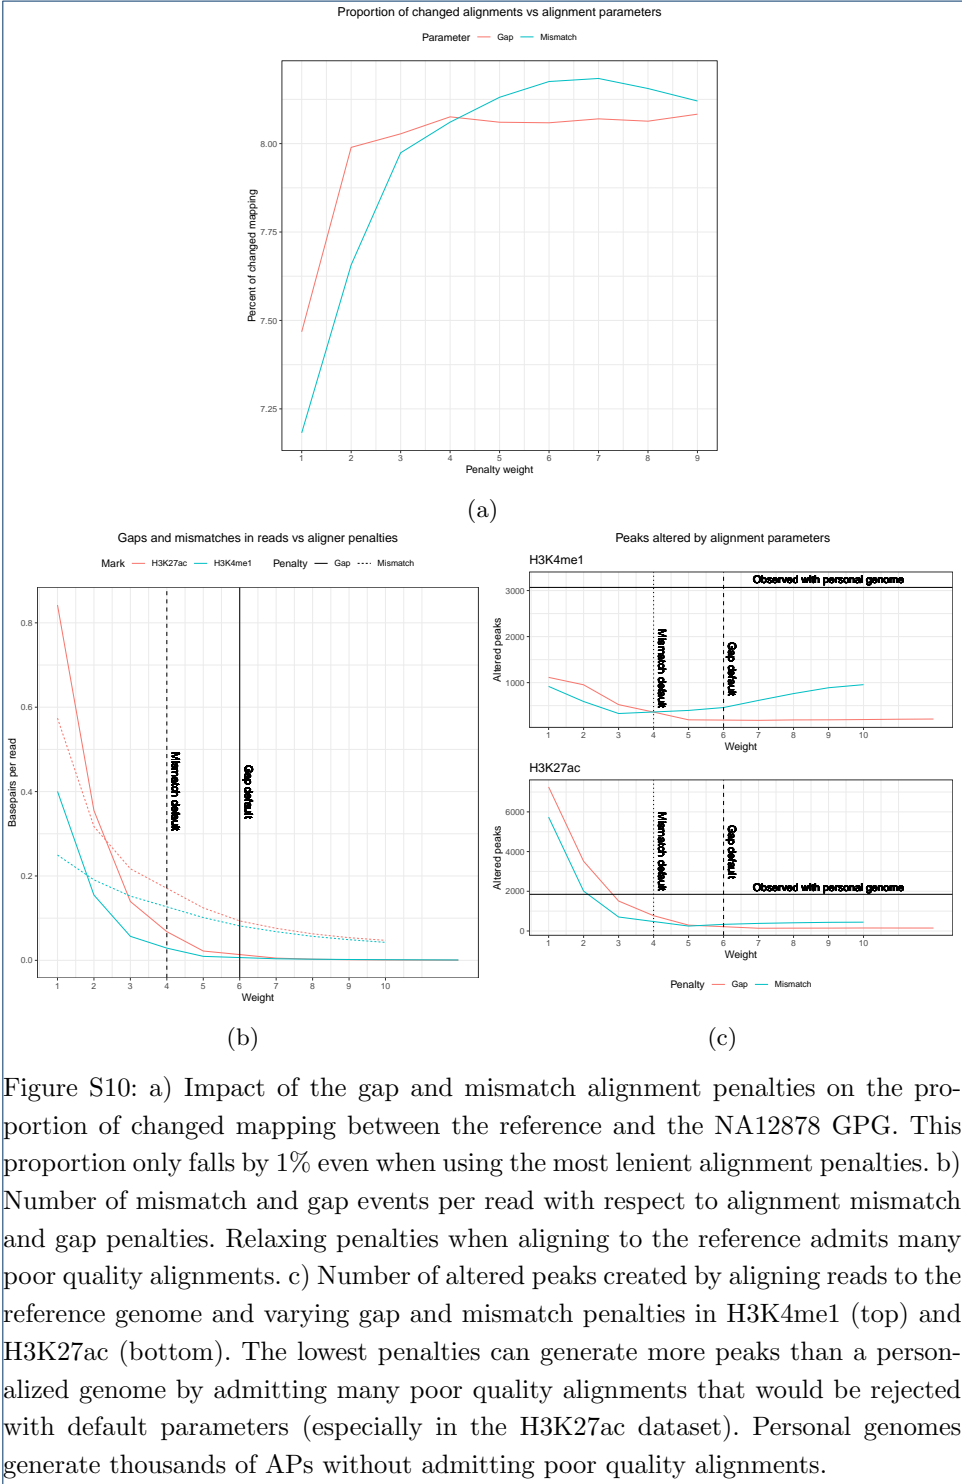 Proportion of changed alignments vs alignment parameters
Parameter Gap Mismatch
Percent of changed mapping
8.00
7.75
7.50
7.25
1 2 3 4 5 6 7 8 9
Penalty weight
(a)
Gaps and mismatches in reads vs aligner penalties
Mark H3K27ac H3K4me1 Penalty Gap Mismatch
Basepairs per read
0.8
0.6
0.4
0.2
0.0
Mismatch default
Gap default
1 2 3 4 5 6 7 8 9 10
Weight
(b)
Peaks altered by alignment parameters
H3K4me1
Observed with personal genome
Altered peaks
3000
2000
1000
Mismatch default
Gap default
1 2 3 4 5 6 7 8 9 10
Weight
H3K27ac
Altered peaks
6000
4000
2000
0
Mismatch default
Gap default
Observed with personal genome
1 2 3 4 5 6 7 8 9 10
Weight
Penalty Gap Mismatch
(c)
Figure S10: a) Impact of the gap and mismatch alignment penalties on the pro-
portion of changed mapping between the reference and the NA12878 GPG. This
proportion only falls by 1% even when using the most lenient alignment penalties. b)
Number of mismatch and gap events per read with respect to alignment mismatch
and gap penalties. Relaxing penalties when aligning to the reference admits many
poor quality alignments. c) Number of altered peaks created by aligning reads to the
reference genome and varying gap and mismatch penalties in H3K4me1 (top) and
H3K27ac (bottom). The lowest penalties can generate more peaks than a person-
alized genome by admitting many poor quality alignments that would be rejected
with default parameters (especially in the H3K27ac dataset). Personal genomes
generate thousands of APs without admitting poor quality alignments.